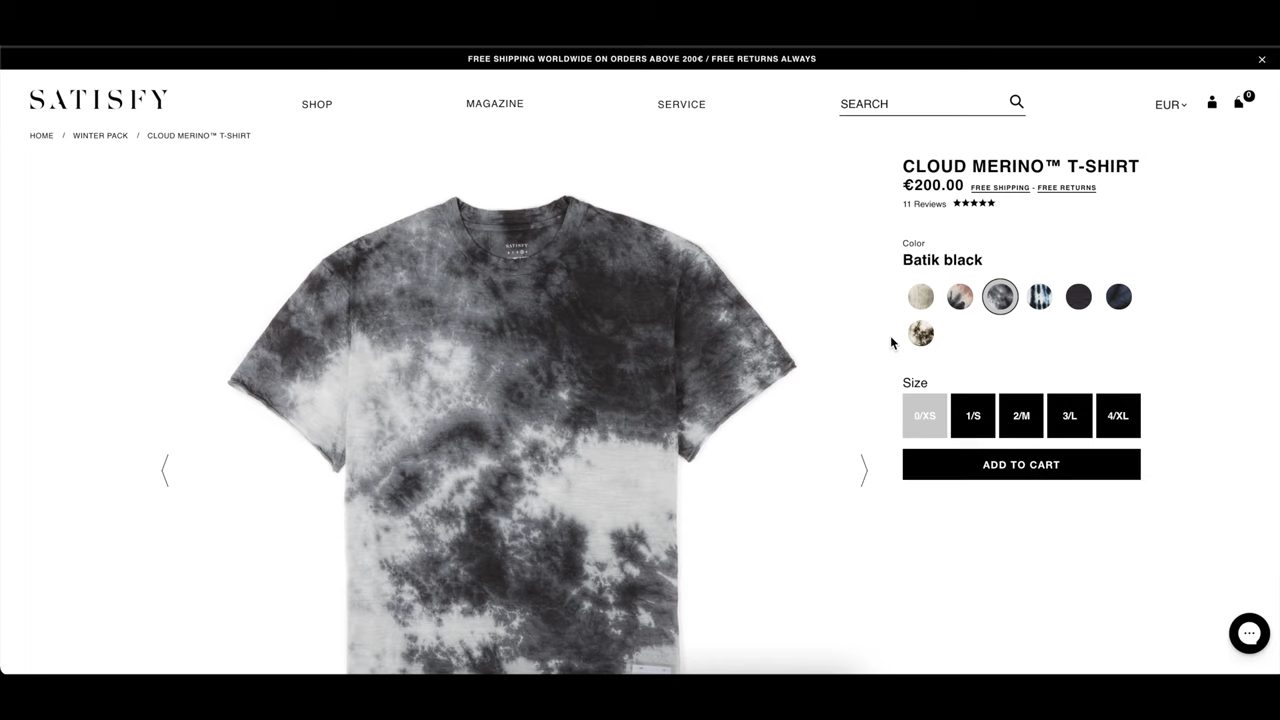 FREE SHIPPING WORLDWIDE ON ORDERS ABOVE 200€ / FREE RETURNS ALWAYS
SATISFY
SHOP
MAGAZINE
SERVICE
SEARCH
EUR
0
HOME / WINTER PACK / CLOUD MERINO™ T-SHIRT
CLOUD MERINO™ T-SHIRT
€200.00 FREE SHIPPING - FREE RETURNS
11 Reviews
SATISFY
Color
Batik black
Size
0/XS 1/S 2/M 3/L 4/XL
ADD TO CART